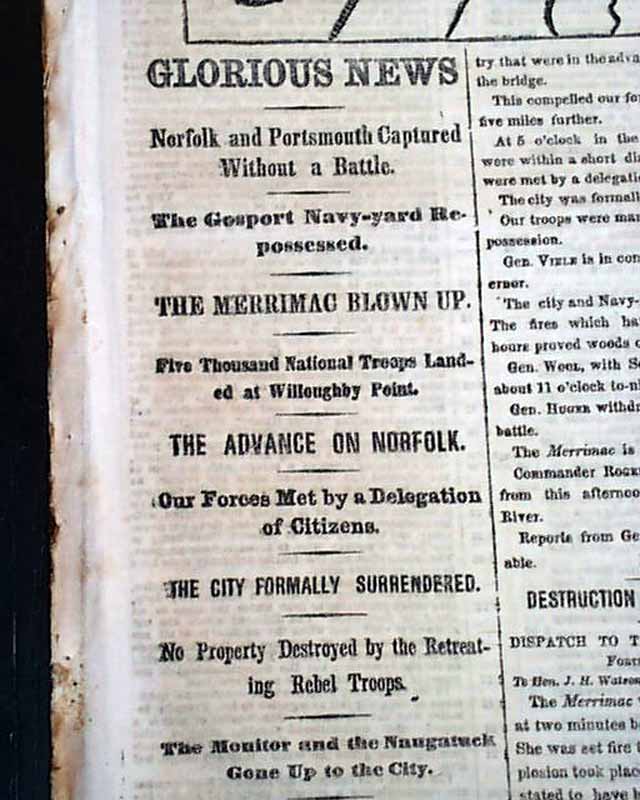 GLORIOUS NEWS
Norfolk and Portsmouth Captured
Without a Battle.
The Gosport Navy-yard Re-
possessed.
THE MERRIMAC BLOWN UP.
Five Thousand National Troops Land-
ed at Willoughby Point.
THE ADVANCE ON NORFOLK.
Our Forces Met by a Delegation
of Citizens.
THE CITY FORMALLY SURRENDERED.
No Property Destroyed by the Retreat-
ing Rebel Troops.
The Monitor and the Naugatuck
Gone Up to the City.
try that were in the adva
the bridge.
This compelled our fo
five miles further.
At 5 o'clock in the
were within a short di
were met by a delegati
The city was formall
Our troops were mar
possession.
Gen. VIELE is in con
ernor.
The city and Navy-
The fires which ha
hours proved woods
Gen. WOOL, with S
about 11 o'clock to-ni
Gen. HUGER withd
battle.
The Merrimac is
Commander ROG
from this afternoo
River.
Reports from Ge
able.
DESTRUCTION
DISPATCH TO T
FORT
To Hon. J. H. Watson
The Merrimac
at two minutes b
She was set fire
plosion took plac
stated to have